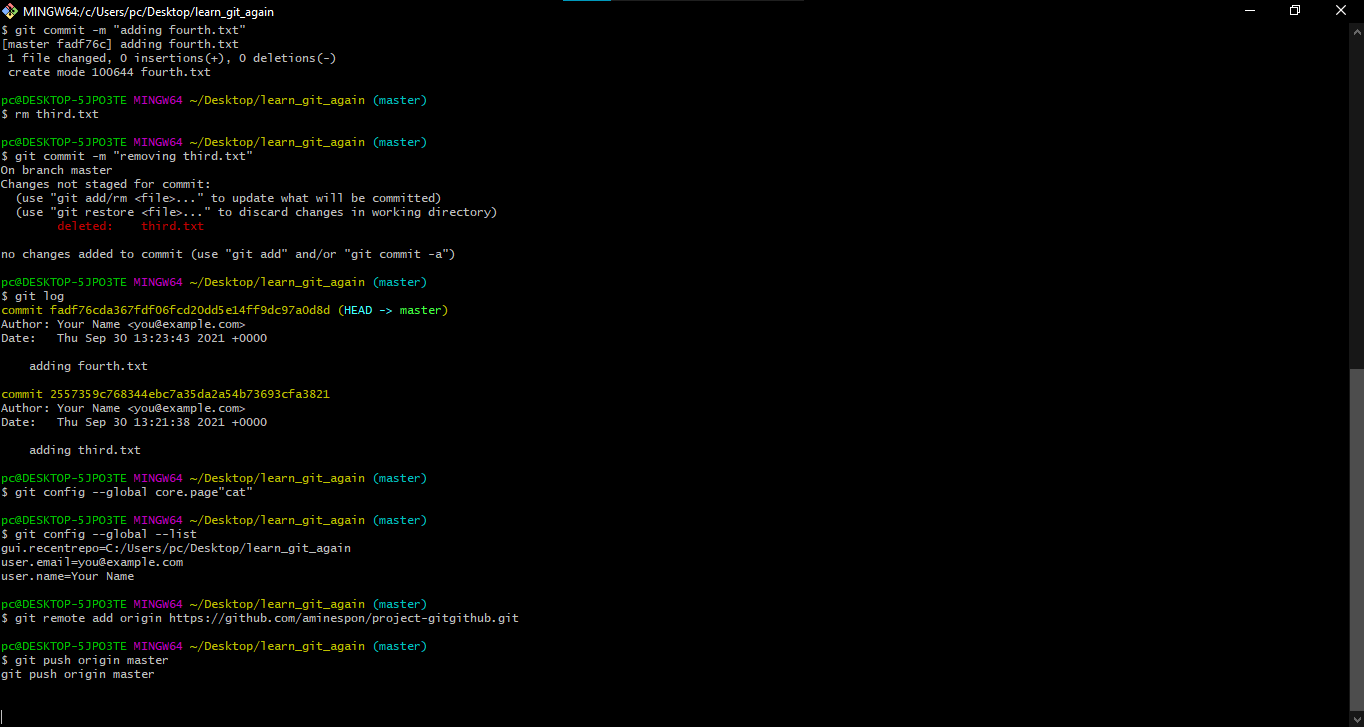 MINGW64:/c/Users/pc/Desktop/learn_git_again
$ git commit -m "adding fourth.txt"
[master fadf76c] adding fourth.txt
 1 file changed, 0 insertions(+), 0 deletions(-)
 create mode 100644 fourth.txt
pc@DESKTOP-5JPO3TE MINGW64 ~/Desktop/learn_git_again (master)
$ rm third.txt
pc@DESKTOP-5JPO3TE MINGW64 ~/Desktop/learn_git_again (master)
$ git commit -m "removing third.txt"
On branch master
Changes not staged for commit:
  (use "git add/rm <file>..." to update what will be committed)
  (use "git restore <file>..." to discard changes in working directory)
        deleted:    third.txt
no changes added to commit (use "git add" and/or "git commit -a")
pc@DESKTOP-5JPO3TE MINGW64 ~/Desktop/learn_git_again (master)
$ git log
commit fadf76cda367fdf06fcd20dd5e14ff9dc97a0d8d (HEAD -> master)
Author: Your Name <you@example.com>
Date:   Thu Sep 30 13:23:43 2021 +0000
    adding fourth.txt
commit 2557359c768344ebc7a35da2a54b73693cfa3821
Author: Your Name <you@example.com>
Date:   Thu Sep 30 13:21:38 2021 +0000
    adding third.txt
pc@DESKTOP-5JPO3TE MINGW64 ~/Desktop/learn_git_again (master)
$ git config --global core.page"cat"
pc@DESKTOP-5JPO3TE MINGW64 ~/Desktop/learn_git_again (master)
$ git config --global --list
gui.recentrepo=C:/Users/pc/Desktop/learn_git_again
user.email=you@example.com
user.name=Your Name
pc@DESKTOP-5JPO3TE MINGW64 ~/Desktop/learn_git_again (master)
$ git remote add origin https://github.com/aminespon/project-gitgithub.git
pc@DESKTOP-5JPO3TE MINGW64 ~/Desktop/learn_git_again (master)
$ git push origin master
git push origin master